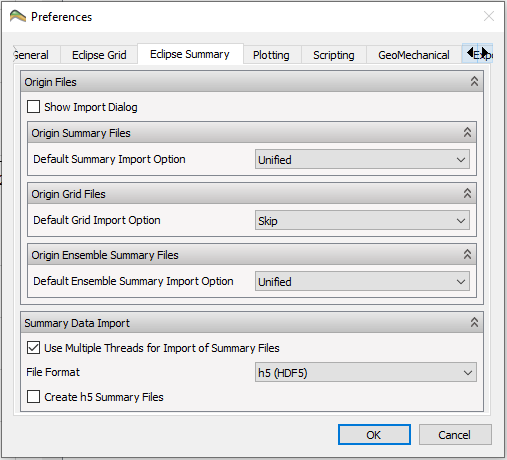 Preferences
General
Eclipse Grid
Eclipse Summary
Plotting
Scripting
GeoMechanical
Expo
Origin Files
Show Import Dialog
Origin Summary Files
Default Summary Import Option
Unified
Origin Grid Files
Default Grid Import Option
Skip
Origin Ensemble Summary Files
Default Ensemble Summary Import Option
Unified
Summary Data Import
Use Multiple Threads for Import of Summary Files
File Format
h5 (HDF5)
Create h5 Summary Files
OK
Cancel